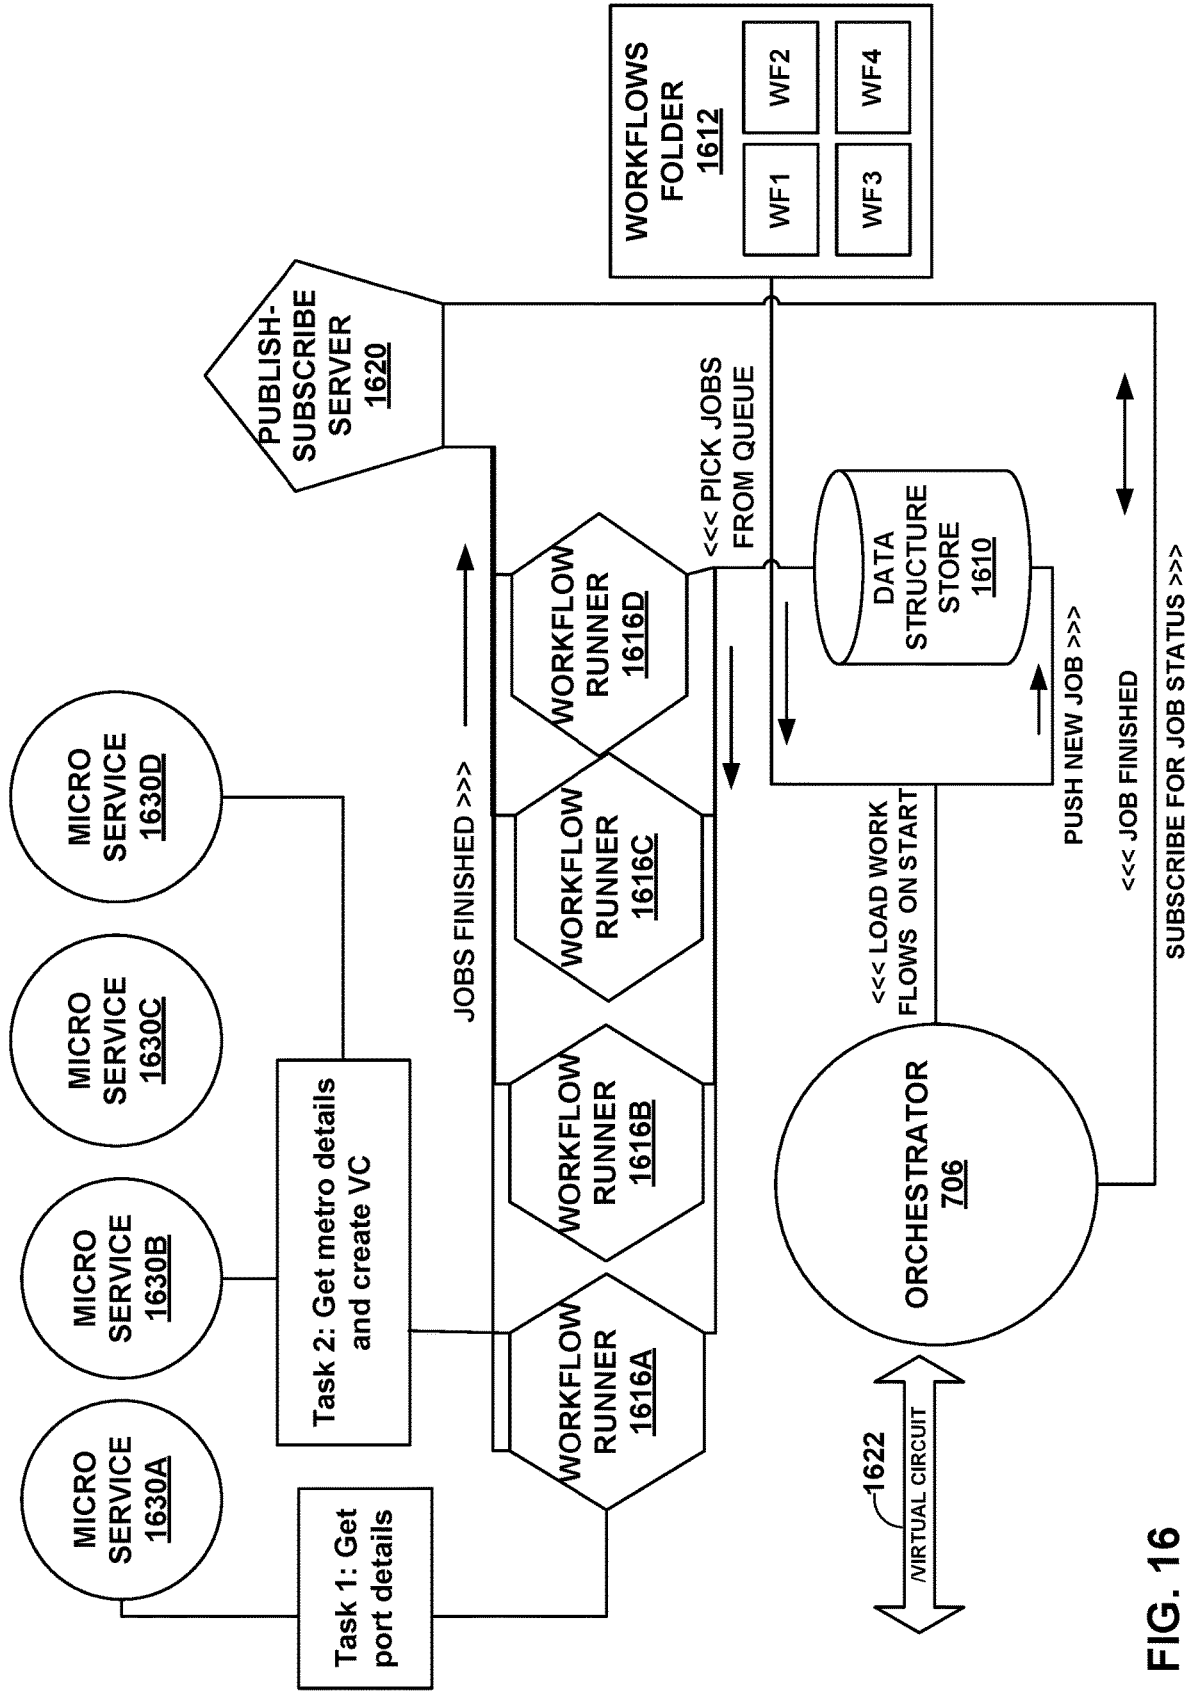 MICRO
SERVICE
1630A
MICRO
SERVICE
1630B
MICRO
SERVICE
1630C
MICRO
SERVICE
1630D
Task 1: Get
port details
Task 2: Get metro details
and create VC
JOBS FINISHED >>>
PUBLISH-
SUBSCRIBE
SERVER
1620
WORKFLOW
RUNNER
1616A
WORKFLOW
RUNNER
1616B
WORKFLOW
RUNNER
1616C
WORKFLOW
RUNNER
1616D
<<< PICK JOBS
FROM QUEUE
WORKFLOWS
FOLDER
1612
WF1
WF2
WF3
WF4
1622
/VIRTUAL CIRCUIT
ORCHESTRATOR
706
<<< LOAD WORK
FLOWS ON START
DATA
STRUCTURE
STORE
1610
PUSH NEW JOB >>>
<<< JOB FINISHED
SUBSCRIBE FOR JOB STATUS >>>
FIG. 16